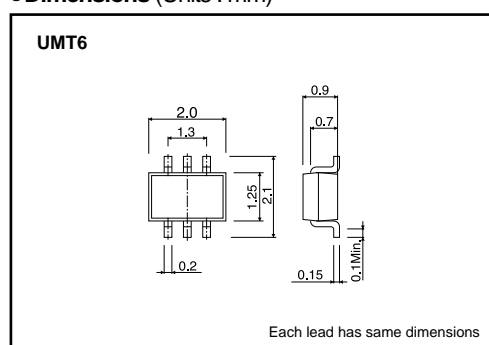 Dimensions (Units : mm)
UMT6
2.0
1.3
0.9
0.7
1.25
2.1
0.2
0.15
0.1Min.
Each lead has same dimensions